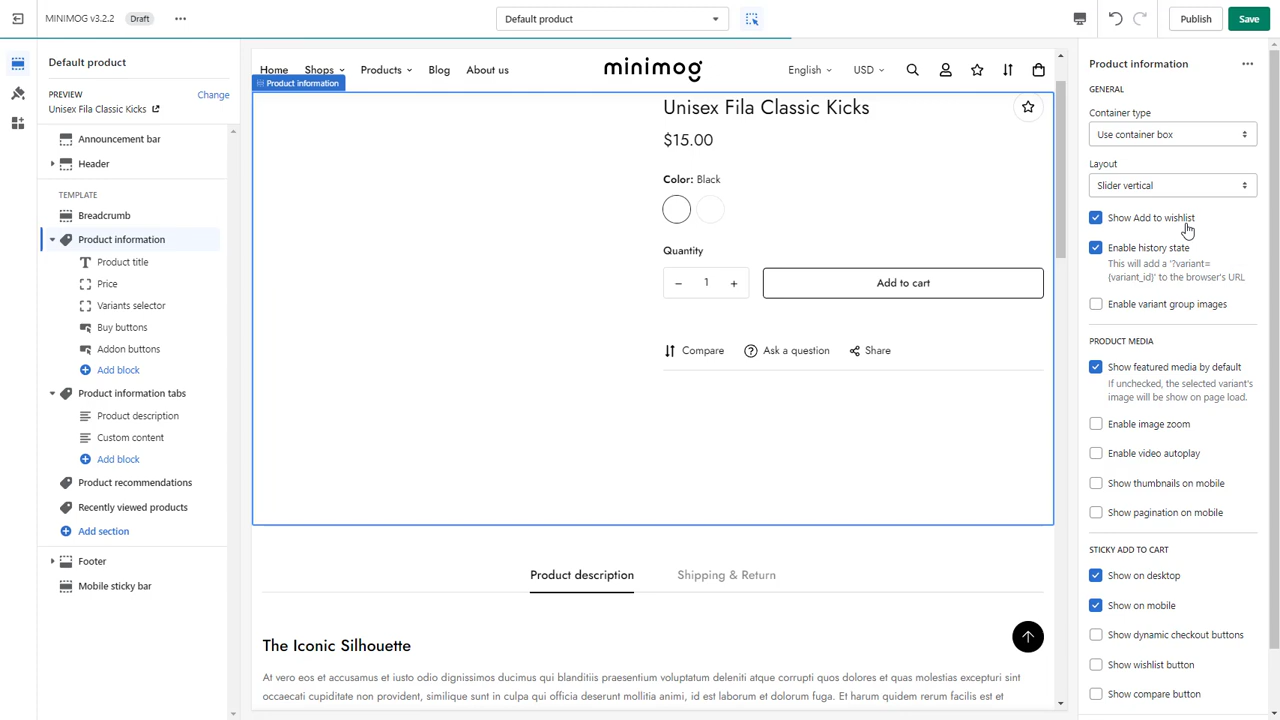 MINIMOG v3.2.2 Draft
Default product
Publish
Save
Default product
PREVIEW
Unisex Fila Classic Kicks
Change
Announcement bar
Header
TEMPLATE
Breadcrumb
Product information
Product title
Price
Variants selector
Buy buttons
Addon buttons
Add block
Product information tabs
Product description
Custom content
Add block
Product recommendations
Recently viewed products
Add section
Footer
Mobile sticky bar
Home Shops Products Blog About us
minimog
English USD
Product information
Unisex Fila Classic Kicks
$15.00
Color: Black
Quantity
− 1 +
Add to cart
Compare Ask a question Share
Product description Shipping & Return
The Iconic Silhouette
At vero eos et accusamus et iusto odio dignissimos ducimus qui blanditiis praesentium voluptatum deleniti atque corrupti quos dolores et quas molestias excepturi sint
occaecati cupiditate non provident, similique sunt in culpa qui officia deserunt mollitia animi, id est laborum et dolorum fuga. Et harum quidem rerum facilis est et
Product information
GENERAL
Container type
Use container box
Layout
Slider vertical
Show Add to wishlist
Enable history state
This will add a '?variant=
{variant_id}' to the browser's URL
Enable variant group images
PRODUCT MEDIA
Show featured media by default
If unchecked, the selected variant's
image will be show on page load.
Enable image zoom
Enable video autoplay
Show thumbnails on mobile
Show pagination on mobile
STICKY ADD TO CART
Show on desktop
Show on mobile
Show dynamic checkout buttons
Show wishlist button
Show compare button